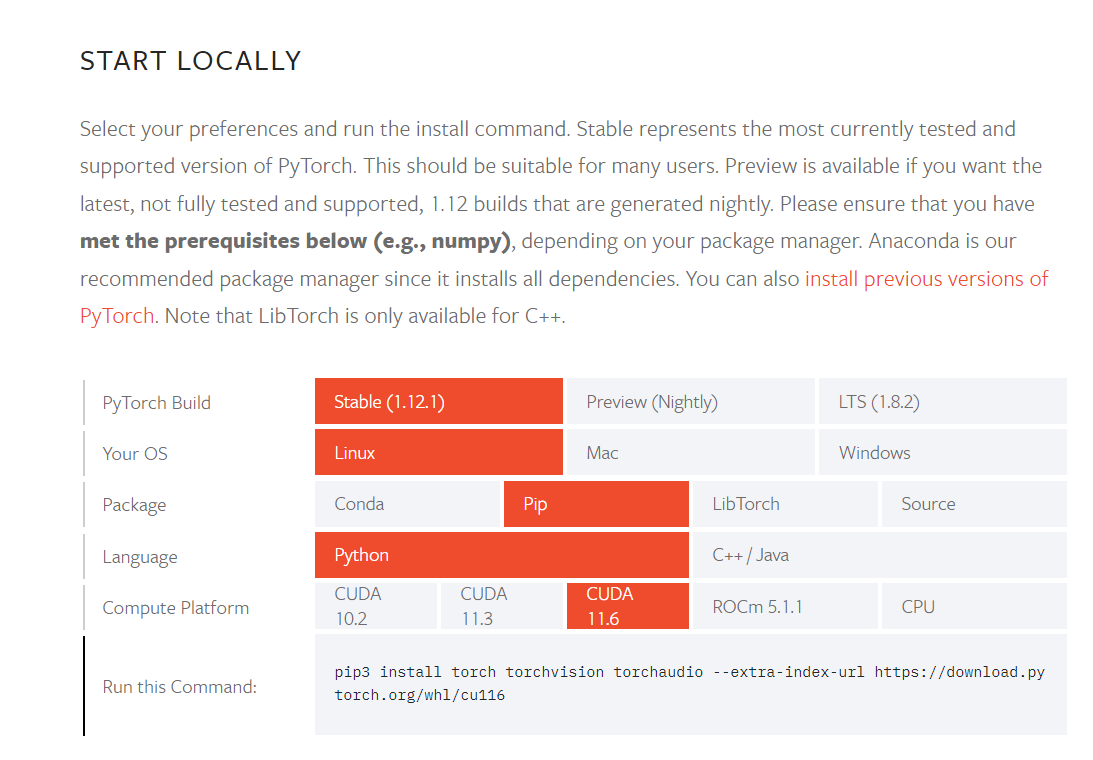 START LOCALLY
Select your preferences and run the install command. Stable represents the most currently tested and
supported version of PyTorch. This should be suitable for many users. Preview is available if you want the
latest, not fully tested and supported, 1.12 builds that are generated nightly. Please ensure that you have
met the prerequisites below (e.g., numpy), depending on your package manager. Anaconda is our
recommended package manager since it installs all dependencies. You can also install previous versions of
PyTorch. Note that LibTorch is only available for C++.
PyTorch Build
Stable (1.12.1)
Preview (Nightly)
LTS (1.8.2)
Your OS
Linux
Mac
Windows
Package
Conda
Pip
LibTorch
Source
Language
Python
C++ / Java
Compute Platform
CUDA
10.2
CUDA
11.3
CUDA
11.6
ROCm 5.1.1
CPU
Run this Command:
pip3 install torch torchvision torchaudio --extra-index-url https://download.py
torch.org/whl/cu116